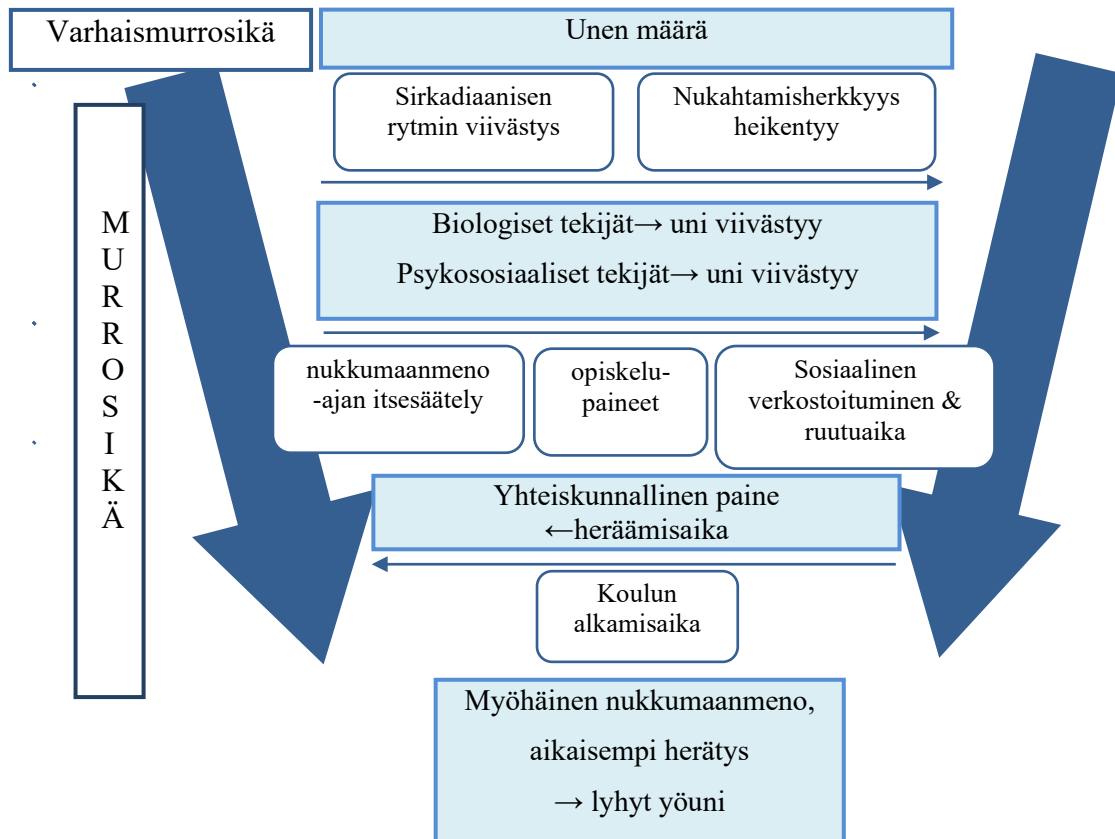 Varhaismurrosikä
Unen määrä
Sirkadiaanisen
rytmin viivästys
Nukahtamisherkkyys
heikentyy
MURROSIKÄ
Biologiset tekijät→ uni viivästyy
Psykososiaaliset tekijät→ uni viivästyy
nukkumaanmeno
-ajan itsesäätely
opiskelu-
paineet
Sosiaalinen
verkostoituminen &
ruutuaika
Yhteiskunnallinen paine
←heräämisaika
Koulun
alkamisaika
Myöhäinen nukkumaanmeno,
aikaisempi herätys
→ lyhyt yöuni